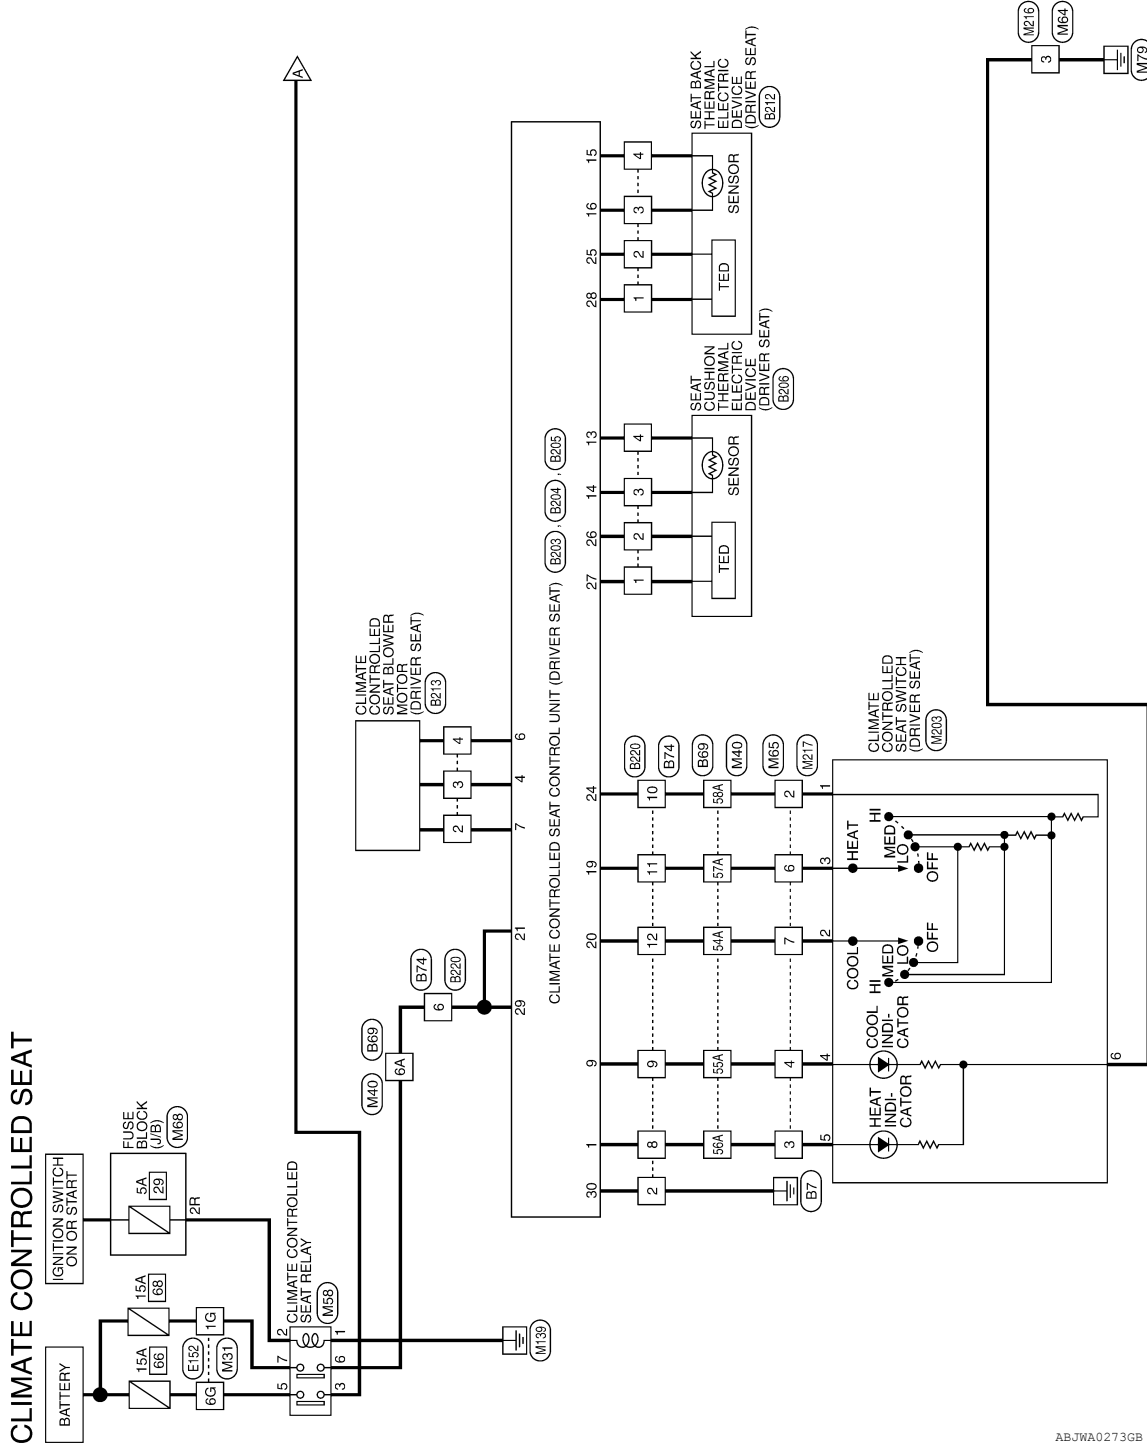 CLIMATE CONTROLLED SEAT
BATTERY
IGNITION SWITCH
ON OR START
15A
66
15A
68
5A
29
FUSE
BLOCK
(J/B)
M68
2R
6G
1G
E152
M31
5
7
2
3
6
1
CLIMATE CONTROLLED
SEAT RELAY
M58
M139
A
M40
B69
6A
6
B74
B220
CLIMATE
CONTROLLED
SEAT BLOWER
MOTOR
(DRIVER SEAT)
B213
2
3
4
29
21
7
4
6
CLIMATE CONTROLLED SEAT CONTROL UNIT (DRIVER SEAT)
B203 , B204 , B205
30
1
9
20
19
24
27
26
14
13
28
25
16
15
2
8
9
12
11
10
B220
B74
56A
55A
54A
57A
58A
B69
M40
3
4
7
6
2
M65
M217
B7
5
4
2
3
1
CLIMATE
CONTROLLED
SEAT SWITCH
(DRIVER SEAT)
M203
HEAT
INDI-
CATOR
COOL
INDI-
CATOR
COOL
HI
MED
LO
OFF
HEAT
HI
MED
LO
OFF
6
1
2
3
4
TED
SENSOR
SEAT
CUSHION
THERMAL
ELECTRIC
DEVICE
(DRIVER SEAT)
B206
1
2
3
4
TED
SENSOR
SEAT BACK
THERMAL
ELECTRIC
DEVICE
(DRIVER SEAT)
B212
3
M216
M64
M79
ABJWA0273GB